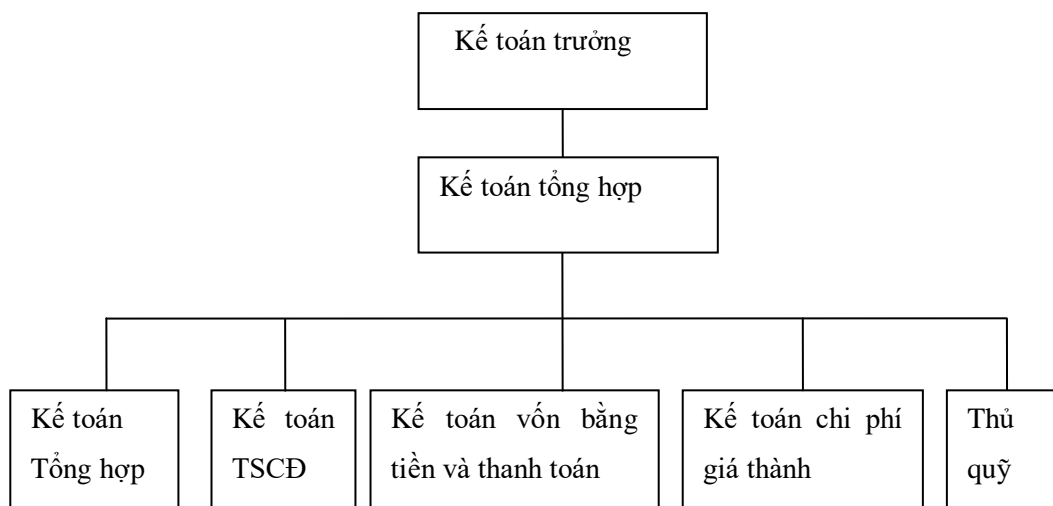 Kế toán trưởng
Kế toán tổng hợp
Kế toán
Tổng hợp
Kế toán
TSCĐ
Kế toán vốn bằng
tiền và thanh toán
Kế toán chi phí
giá thành
Thủ
quỹ